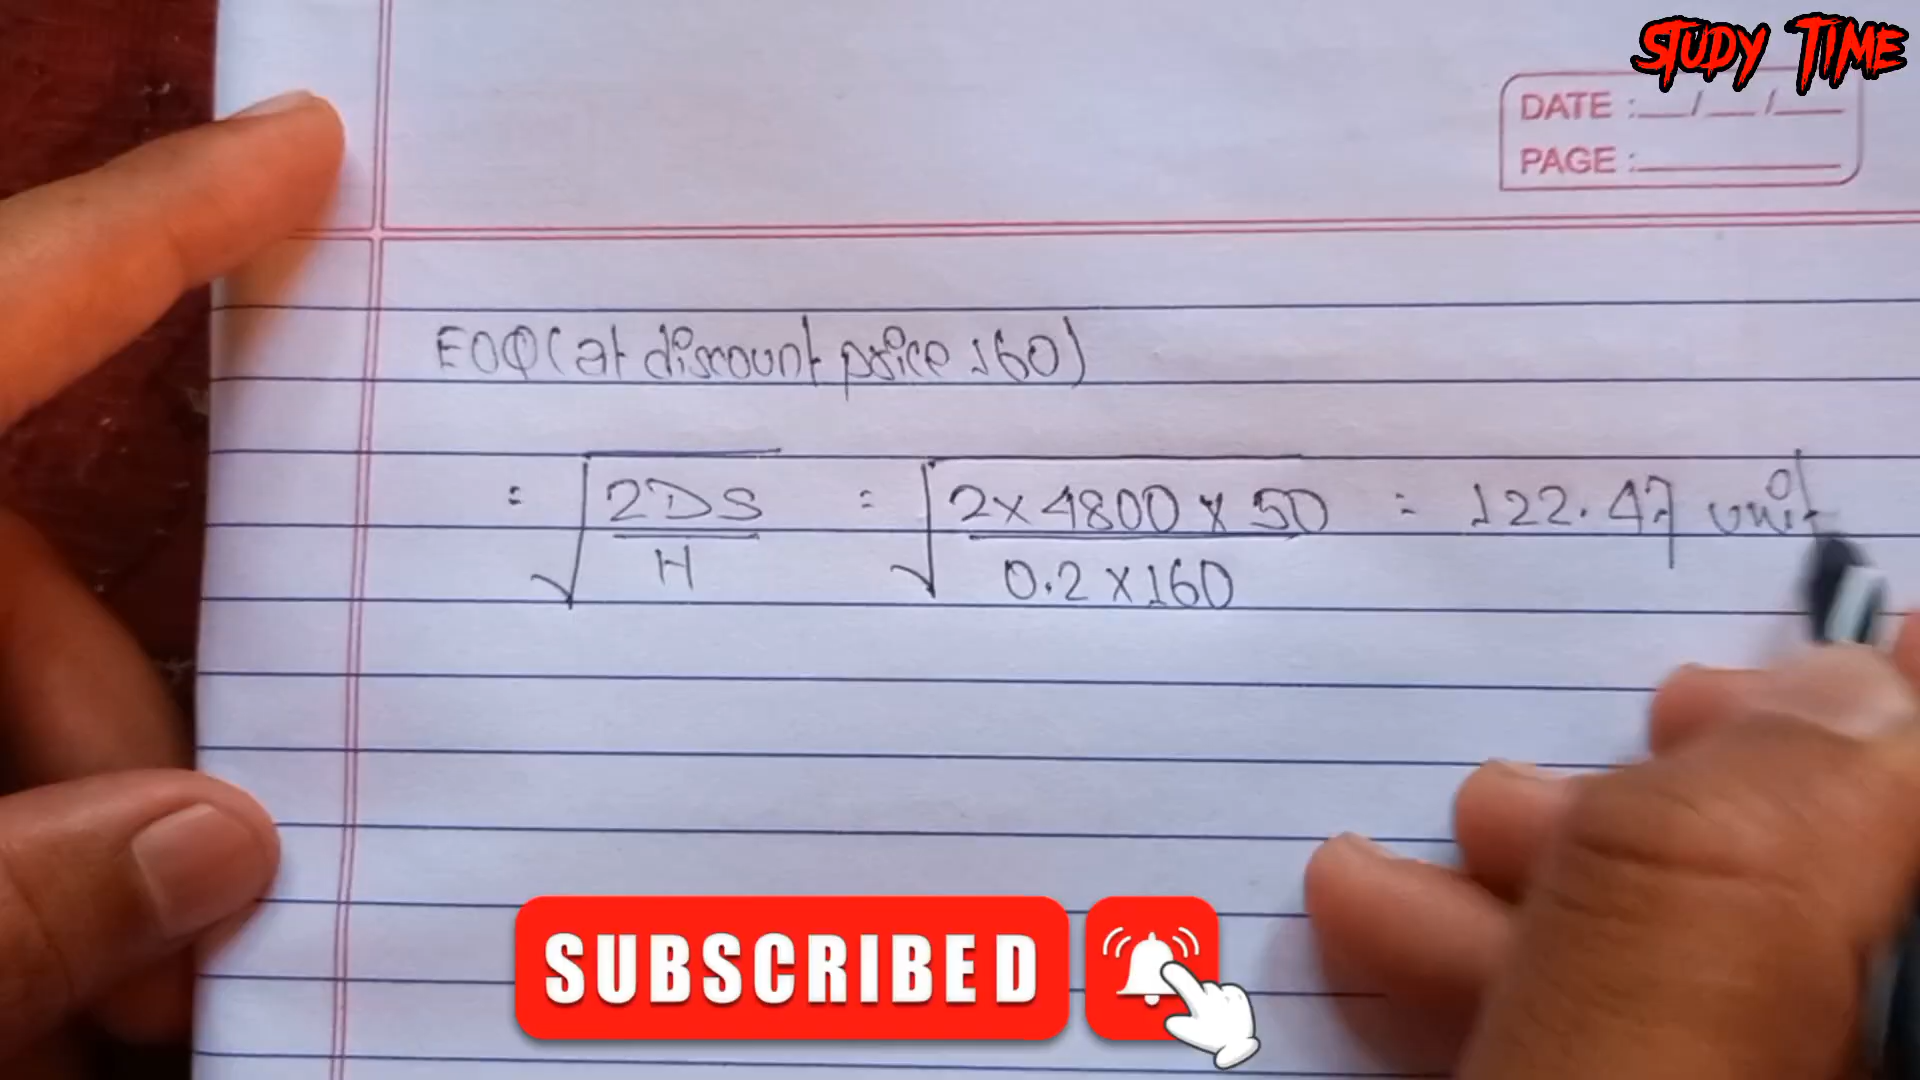 STUDY TIME
DATE :__/__/__
PAGE :______
EOQ (at discount price 160)
= √(2DS / H) = √(2 x 4800 x 50 / 0.2 x 160) = 122.47 unit
SUBSCRIBED